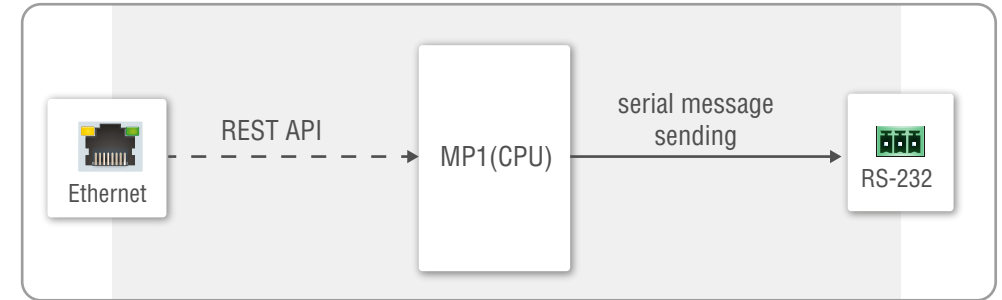 Ethernet
REST API
MP1(CPU)
serial message
sending
RS-232